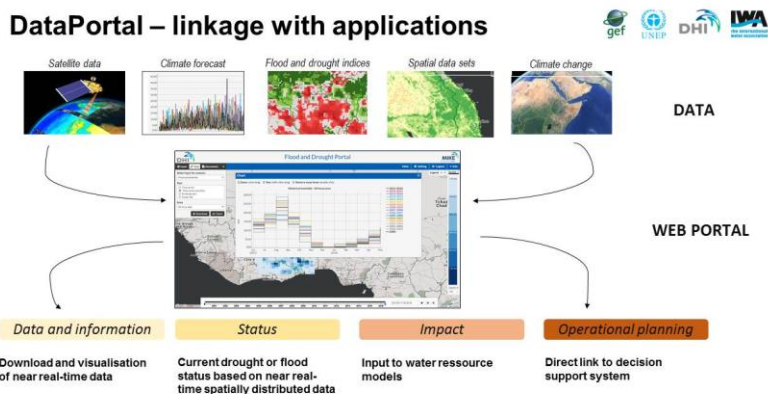 DataPortal – linkage with applications
gef
UNEP
DHI
IWA
Satellite data
Climate forecast
Flood and drought indices
Spatial data sets
Climate change
DATA
DHI
Flood and Drought Portal
MIKE
WEB PORTAL
Data and information
Status
Impact
Operational planning
Download and visualisation
of near real-time data
Current drought or flood
status based on near real-
time spatially distributed data
Input to water ressource
models
Direct link to decision
support system